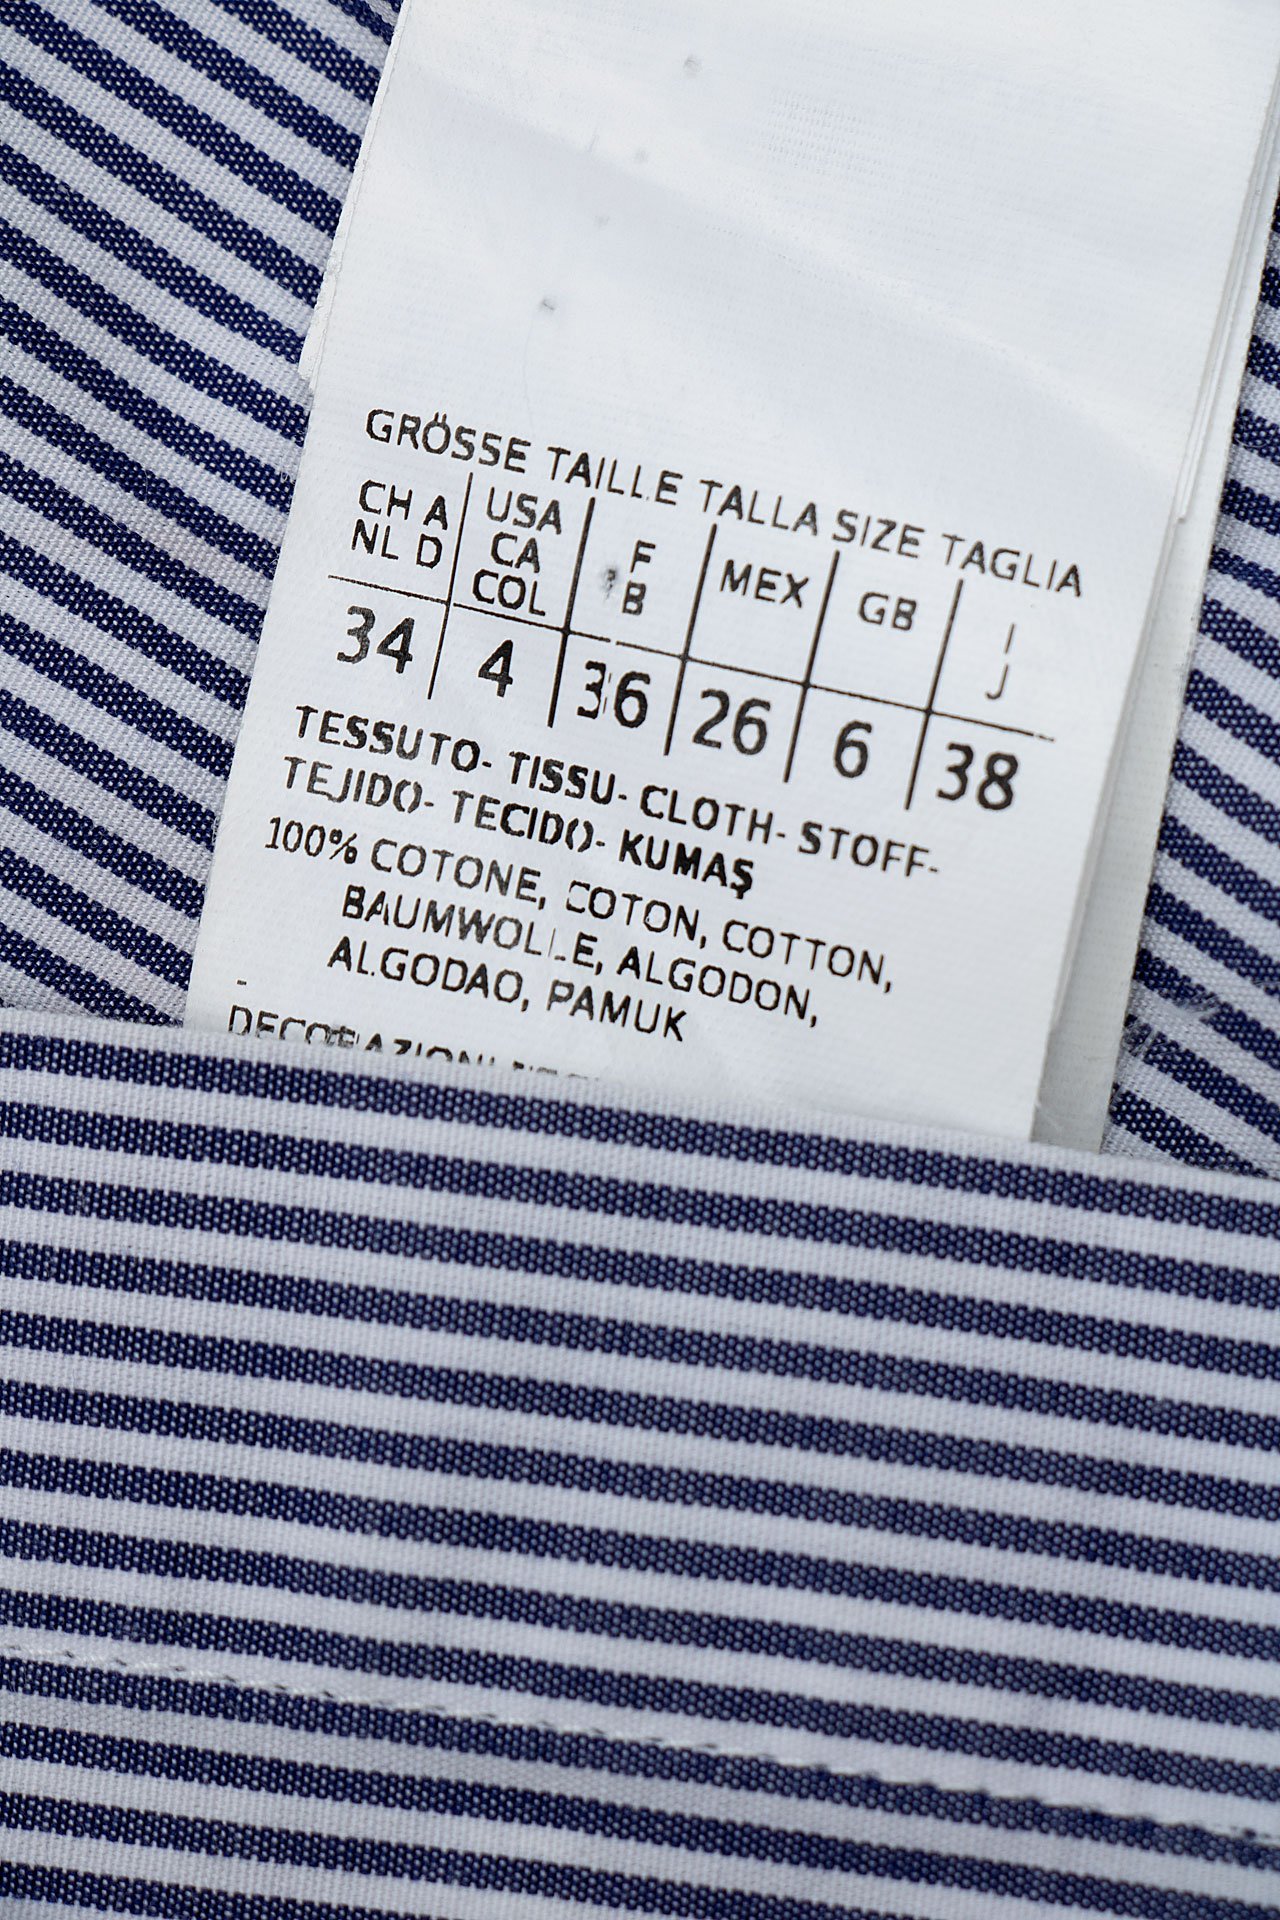 GRÖSSE TAILLE TALLA SIZE TAGLIA
CH A USA F MEX GB I
NL D CA B J
COL
34 4 36 26 6 38
TESSUTO- TISSU- CLOTH- STOFF-
TEJIDO- TECIDO- KUMAŞ
100% COTONE, COTON, COTTON,
BAUMWOLLE, ALGODON,
ALGODAO, PAMUK
-
DECORAZIONI